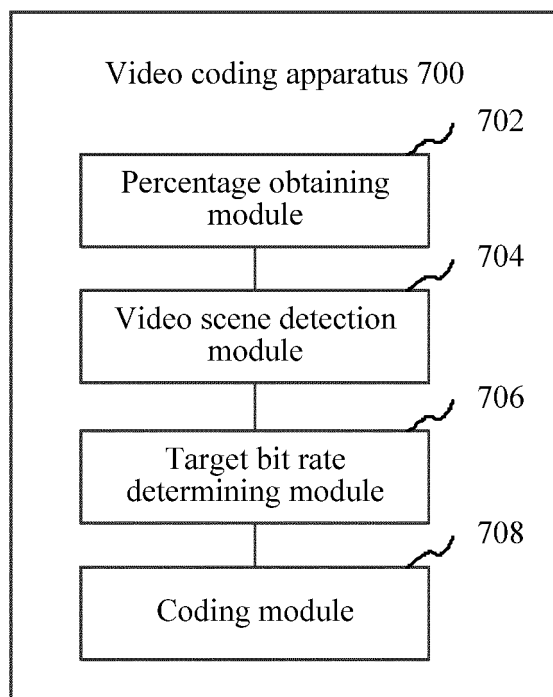 Video coding apparatus 700
702
Percentage obtaining
module
704
Video scene detection
module
706
Target bit rate
determining module
708
Coding module